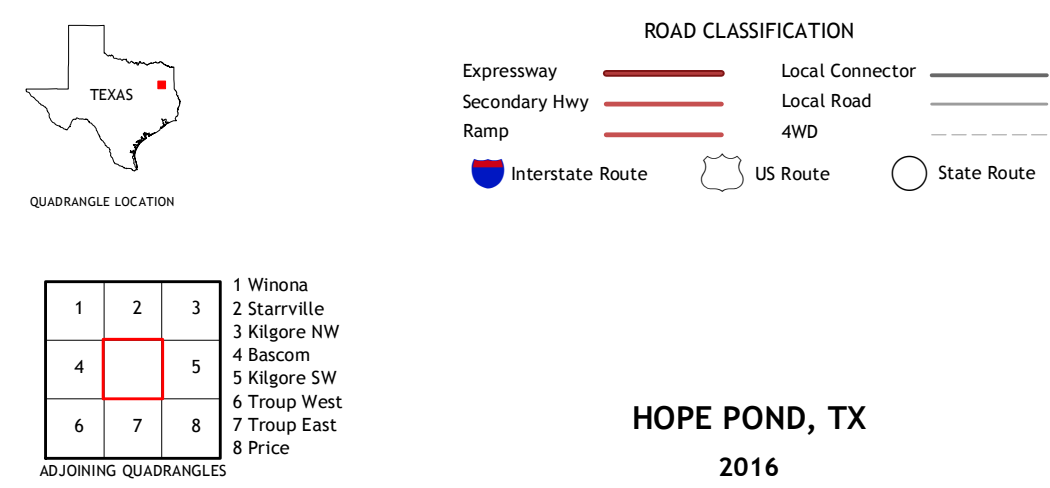 TEXAS
QUADRANGLE LOCATION
ROAD CLASSIFICATION
Expressway
Secondary Hwy
Ramp
Local Connector
Local Road
4WD
Interstate Route
US Route
State Route
1
2
3
4
5
6
7
8
1 Winona
2 Starrville
3 Kilgore NW
4 Bascom
5 Kilgore SW
6 Troup West
7 Troup East
8 Price
ADJOINING QUADRANGLES
HOPE POND, TX
2016